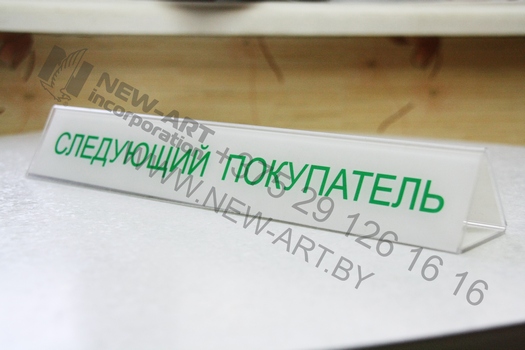 NEW-ART
incorporation
+375 29 126 16 16
WWW.NEW-ART.BY
СЛЕДУЮЩИЙ ПОКУПАТЕЛЬ